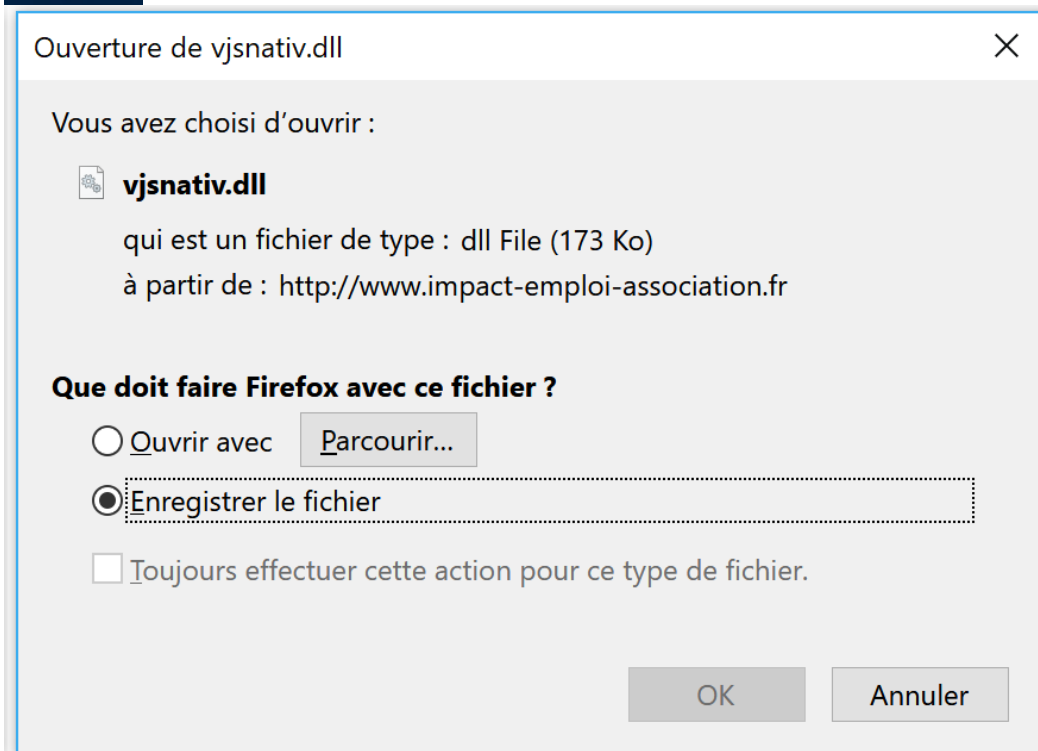 Ouverture de vjsnativ.dll
Vous avez choisi d’ouvrir :
vjsnativ.dll
qui est un fichier de type : dll File (173 Ko)
à partir de : http://www.impact-emploi-association.fr
Que doit faire Firefox avec ce fichier ?
Ouvrir avec Parcourir...
Enregistrer le fichier
Toujours effectuer cette action pour ce type de fichier.
OK Annuler